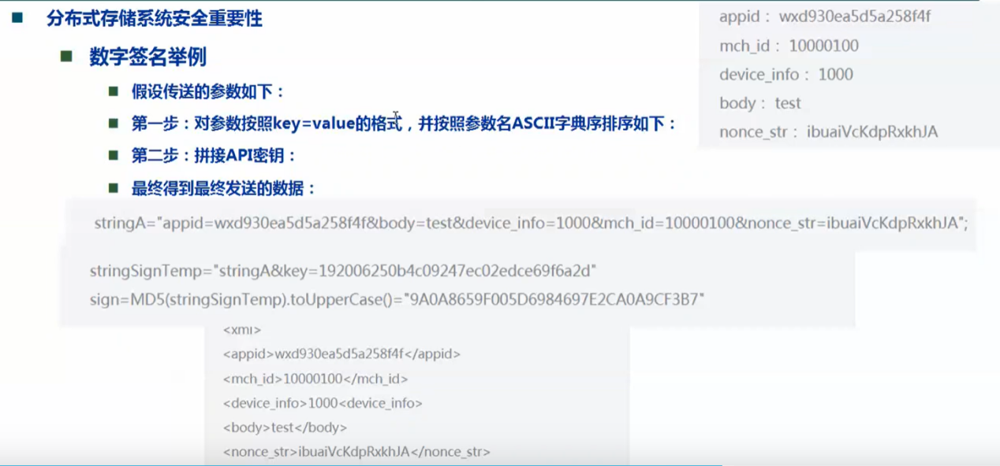 分布式存储系统安全重要性
数字签名举例
假设传送的参数如下：
第一步：对参数按照key=value的格式，并按照参数名ASCII字典序排序如下：
第二步：拼接API密钥：
最终得到最终发送的数据：
appid： wxd930ea5d5a258f4f
mch_id： 10000100
device_info： 1000
body： test
nonce_str： ibuaiVcKdpRxkhJA
stringA="appid=wxd930ea5d5a258f4f&body=test&device_info=1000&mch_id=10000100&nonce_str=ibuaiVcKdpRxkhJA";
stringSignTemp="stringA&key=192006250b4c09247ec02edce69f6a2d"
sign=MD5(stringSignTemp).toUpperCase()="9A0A8659F005D6984697E2CA0A9CF3B7"
<xml>
<appid>wxd930ea5d5a258f4f</appid>
<mch_id>10000100</mch_id>
<device_info>1000<device_info>
<body>test</body>
<nonce_str>ibuaiVcKdpRxkhJA</nonce_str>